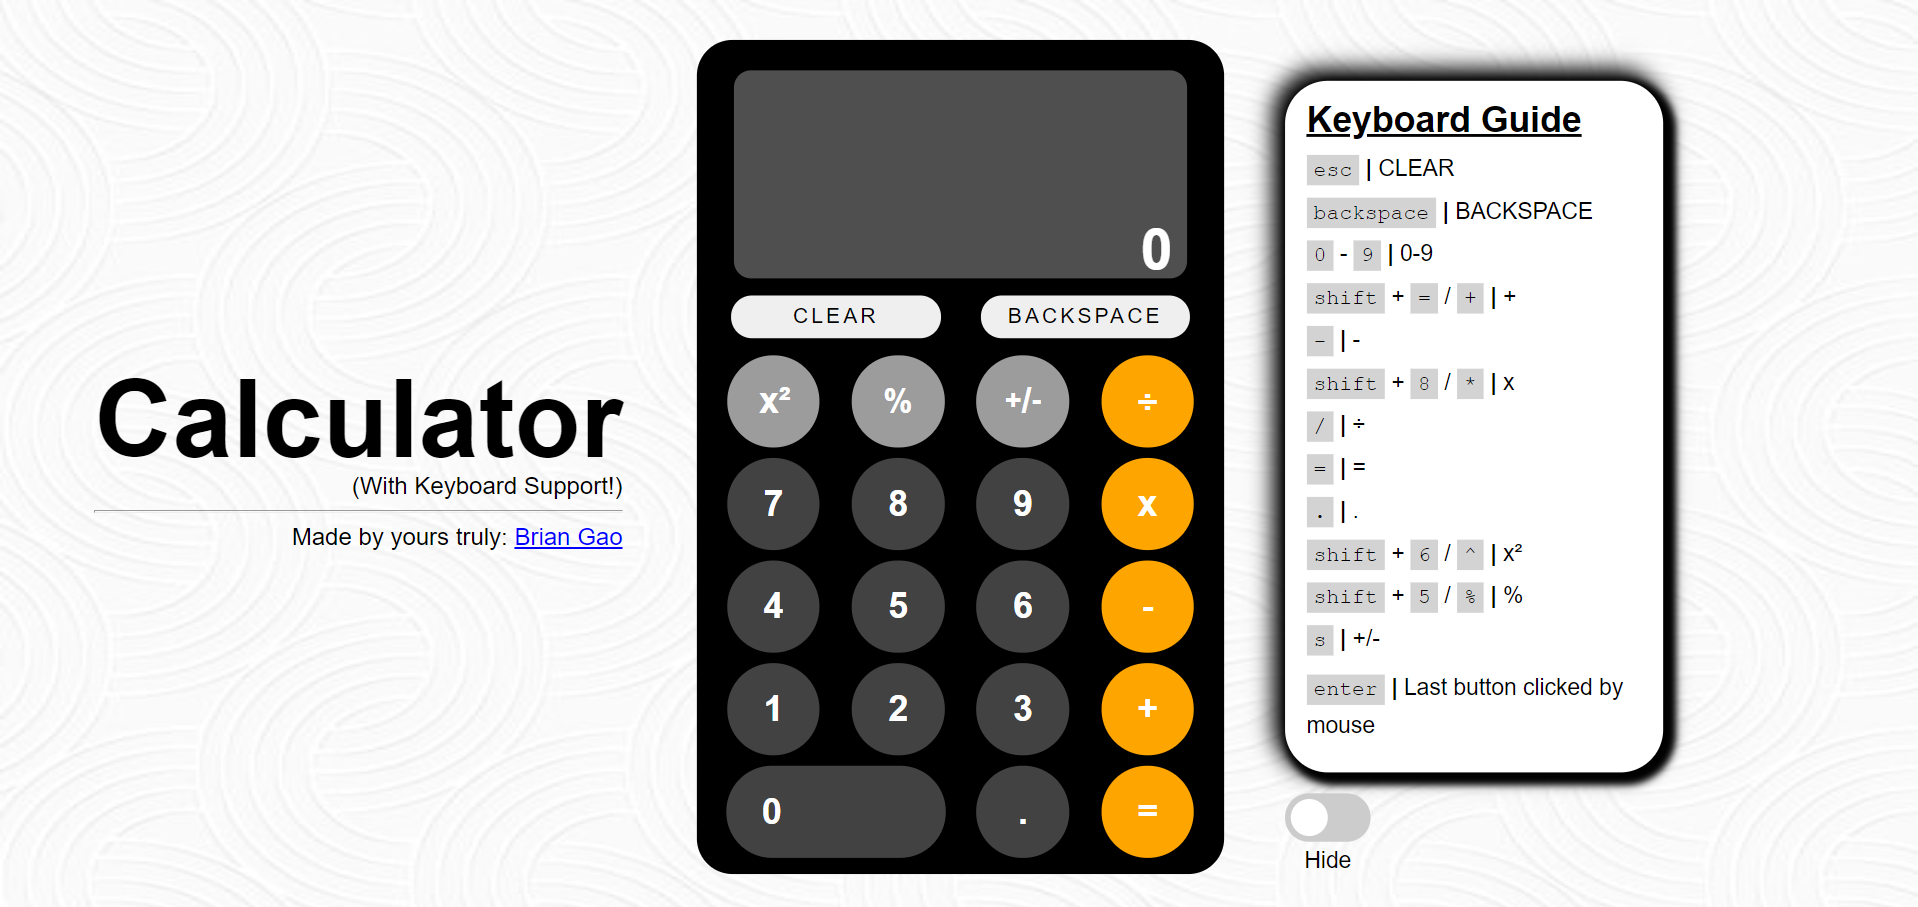 Calculator
(With Keyboard Support!)
Made by yours truly: Brian Gao
0
CLEAR BACKSPACE
x² % +/- ÷
7 8 9 x
4 5 6 -
1 2 3 +
0 . =
Keyboard Guide
esc | CLEAR
backspace | BACKSPACE
0 - 9 | 0-9
shift + = / + | +
- | -
shift + 8 / * | x
/ | ÷
= | =
. | .
shift + 6 / ^ | x²
shift + 5 / % | %
s | +/-
enter | Last button clicked by
mouse
Hide